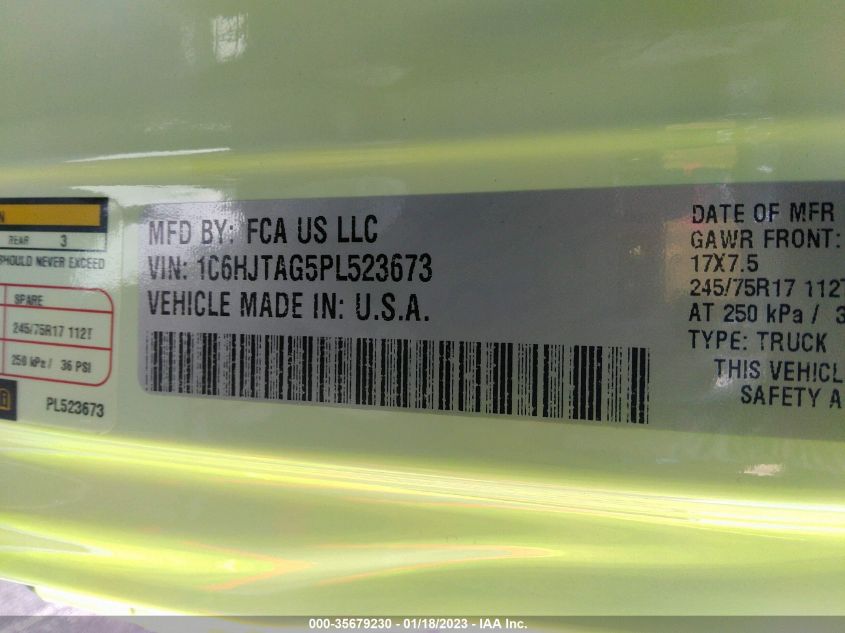 N
REAR 3
SHOULD NEVER EXCEED
SPARE
245/75R17 112T
250 kPa / 36 PSI
PL523673
MFD BY: FCA US LLC
VIN: 1C6HJTAG5PL523673
VEHICLE MADE IN: U.S.A.
DATE OF MFR
GAWR FRONT:
17X7.5
245/75R17 112T
AT 250 kPa / 3
TYPE: TRUCK
THIS VEHICL
SAFETY A
000-35679230 - 01/18/2023 - IAA Inc.